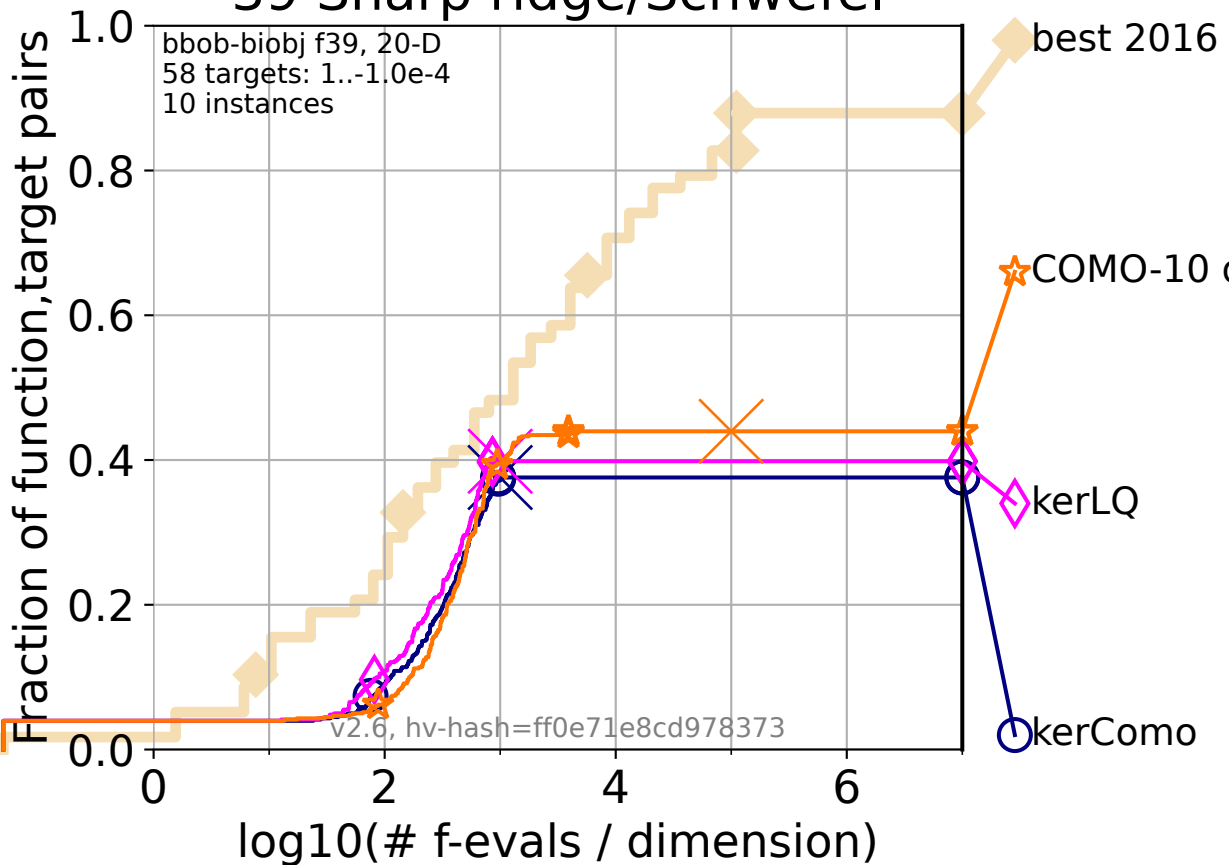 bbob-biobj f39, 20-D
58 targets: 1..-1.0e-4
10 instances
Fraction of function,target pairs
1.0
0.8
0.6
0.4
0.2
0.0
0
2
4
6
log10(# f-evals / dimension)
best 2016
COMO-10
kerLQ
kerComo
v2.6, hv-hash=ff0e71e8cd978373